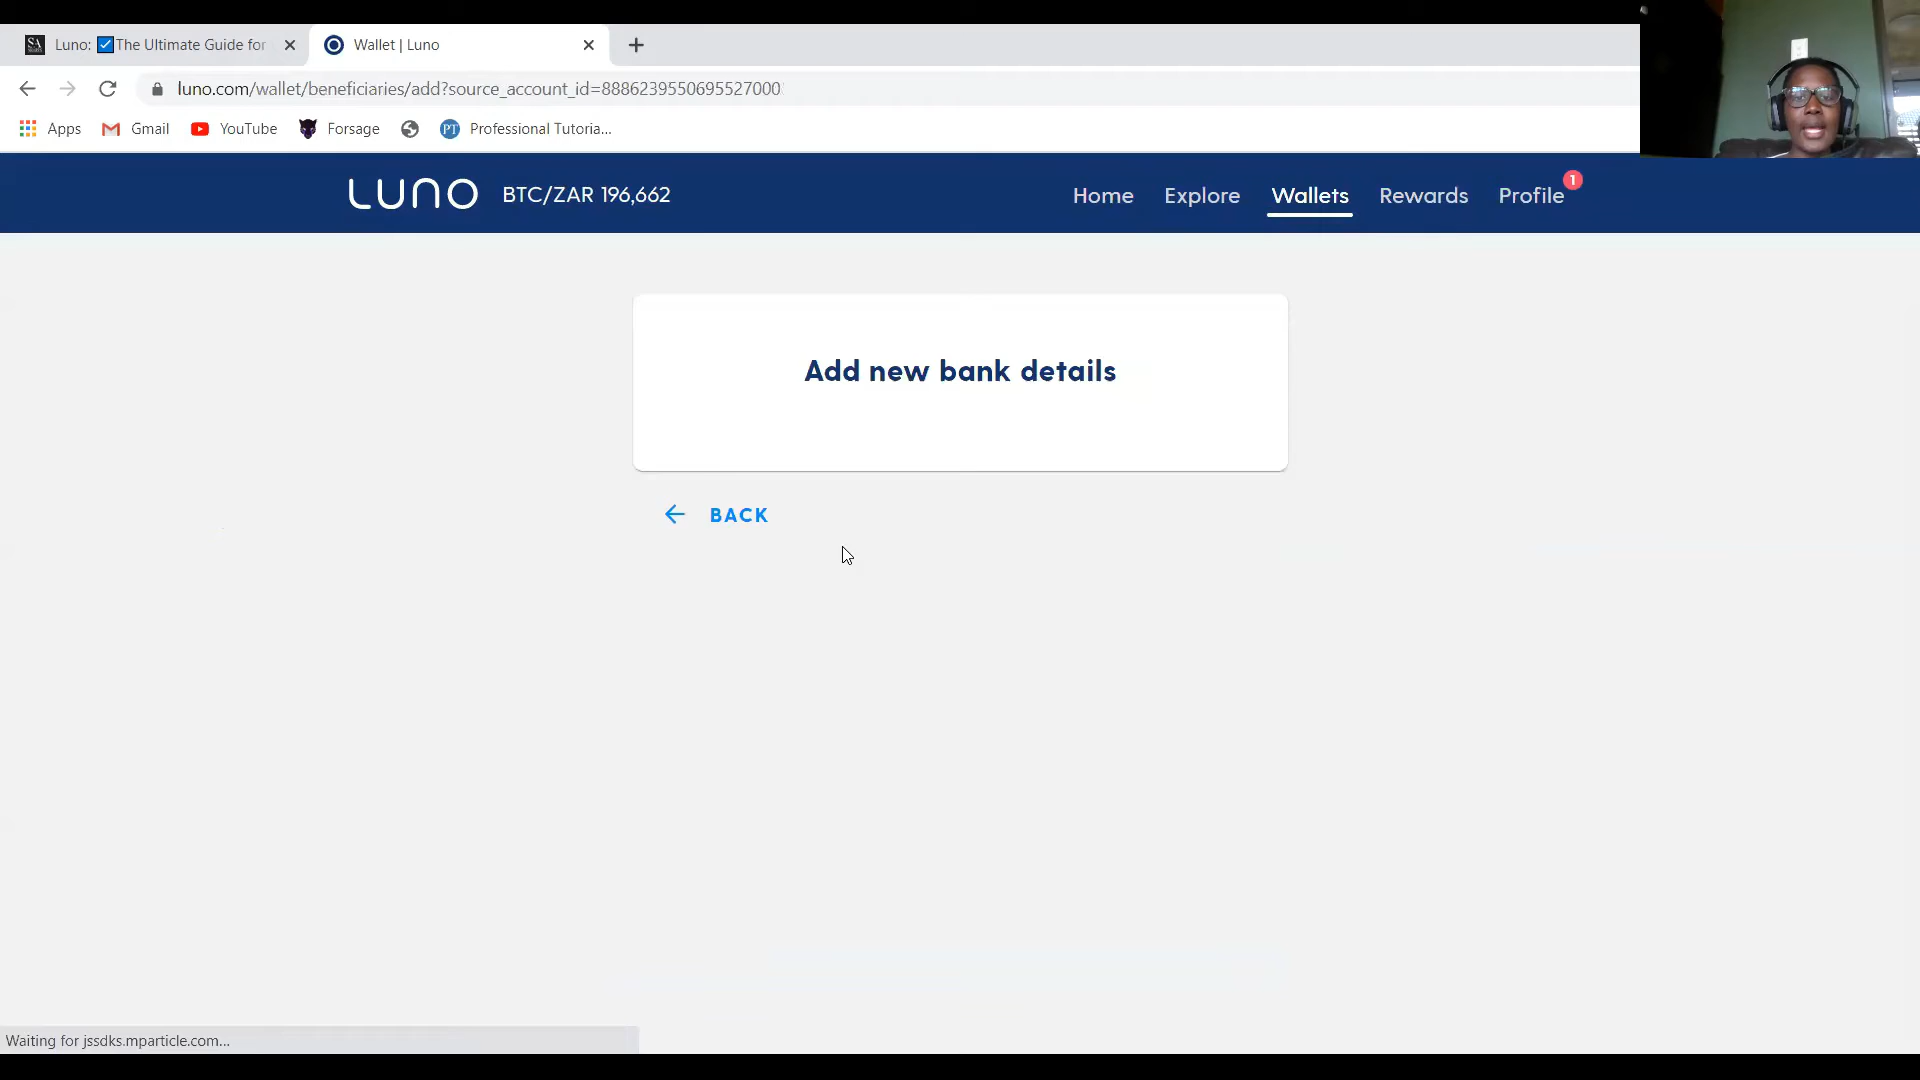 SA
Luno: ☑The Ultimate Guide for
Wallet | Luno
luno.com/wallet/beneficiaries/add?source_account_id=8886239550695527000
Apps
Gmail
YouTube
Forsage
PT
Professional Tutoria...
LUNO
BTC/ZAR 196,662
Home
Explore
Wallets
Rewards
Profile
1
Add new bank details
BACK
Waiting for jssdks.mparticle.com...